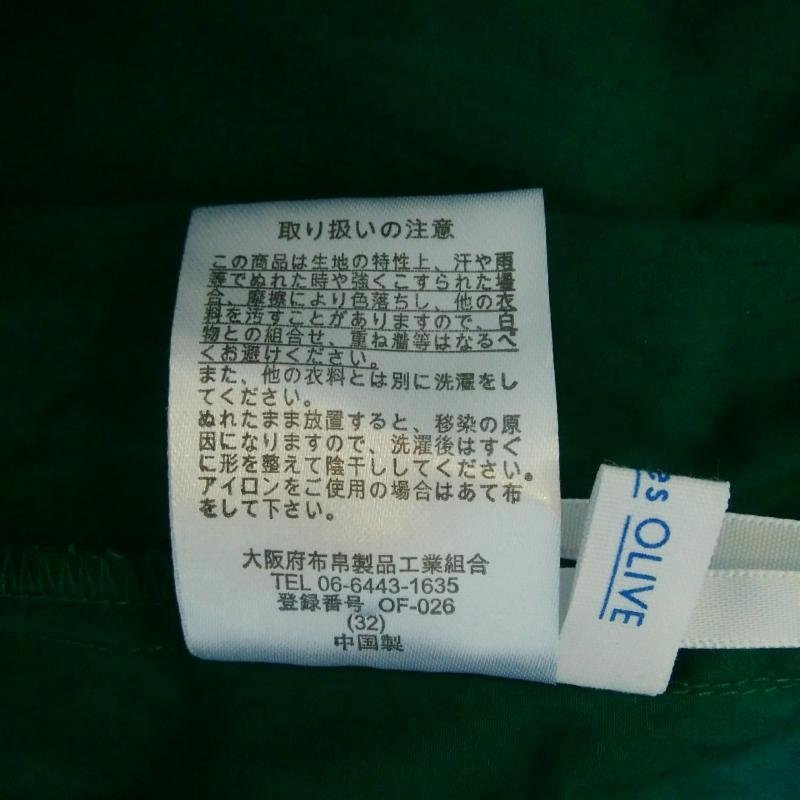 取り扱いの注意
この商品は生地の特性上、汗や雨
等でぬれた時や強くこすられた場
合、摩擦により色落ちし、他の衣
料を汚すことがありますので、白
物との組合せ、重ね着等はなるべ
くお避けください。
また、他の衣料とは別に洗濯をし
てください。
ぬれたまま放置すると、移染の原
因になりますので、洗濯後はすぐ
に形を整えて陰干ししてください。
アイロンをご使用の場合はあて布
をして下さい。
大阪府布帛製品工業組合
TEL 06-6443-1635
登録番号 OF-026
(32)
中国製
es OLIVE